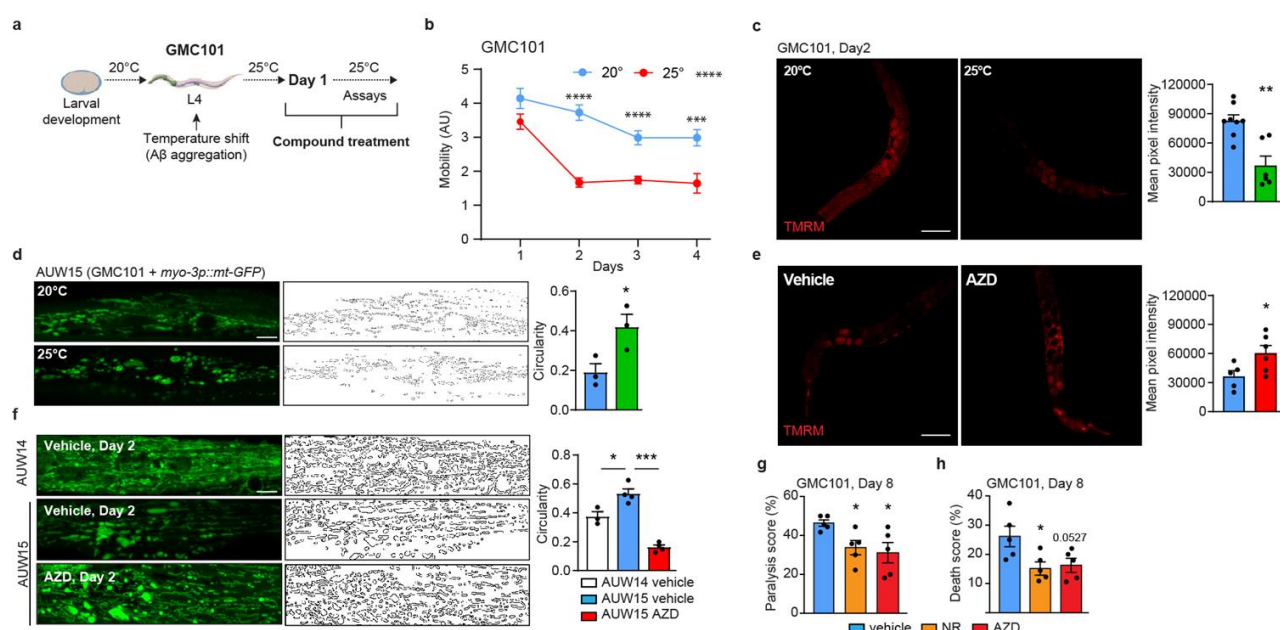 a
GMC101
20°C
25°C
25°C
Day 1
Larval
development
L4
Assays
Temperature shift
(Aβ aggregation)
Compound treatment
b
GMC101
5
4
3
2
1
0
Mobility (AU)
20°
25°
****
****
****
***
1
2
3
4
Days
c
GMC101, Day2
20°C
25°C
TMRM
Mean pixel intensity
120000
90000
60000
30000
0
**
d
AUW15 (GMC101 + myo-3p::mt-GFP)
20°C
25°C
Circularity
0.6
0.4
0.2
0.0
*
e
Vehicle
AZD
TMRM
Mean pixel intensity
120000
90000
60000
30000
0
*
f
AUW14
Vehicle, Day 2
AUW15
Vehicle, Day 2
AZD, Day 2
Circularity
0.8
0.6
0.4
0.2
0.0
*
***
AUW14 vehicle
AUW15 vehicle
AUW15 AZD
g
GMC101, Day 8
Paralysis score (%)
60
40
20
0
*
*
h
GMC101, Day 8
Death score (%)
40
30
20
10
*
0.0527
vehicle
NR
AZD